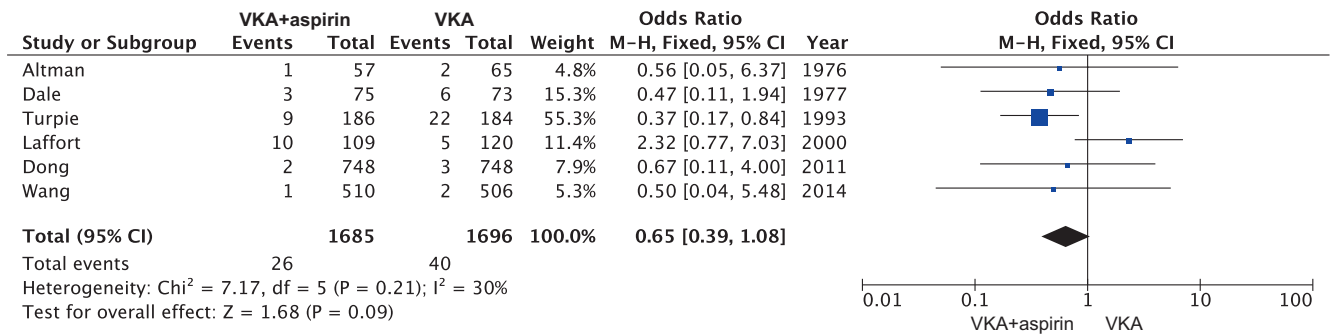 VKA+aspirin VKA Odds Ratio Odds Ratio
Study or Subgroup Events Total Events Total Weight M-H, Fixed, 95% CI Year M-H, Fixed, 95% CI
Altman 1 57 2 65 4.8% 0.56 [0.05, 6.37] 1976
Dale 3 75 6 73 15.3% 0.47 [0.11, 1.94] 1977
Turpie 9 186 22 184 55.3% 0.37 [0.17, 0.84] 1993
Laffort 10 109 5 120 11.4% 2.32 [0.77, 7.03] 2000
Dong 2 748 3 748 7.9% 0.67 [0.11, 4.00] 2011
Wang 1 510 2 506 5.3% 0.50 [0.04, 5.48] 2014
Total (95% CI) 1685 1696 100.0% 0.65 [0.39, 1.08]
Total events 26 40
Heterogeneity: Chi² = 7.17, df = 5 (P = 0.21); I² = 30%
Test for overall effect: Z = 1.68 (P = 0.09)
0.01 0.1 1 10 100
VKA+aspirin VKA